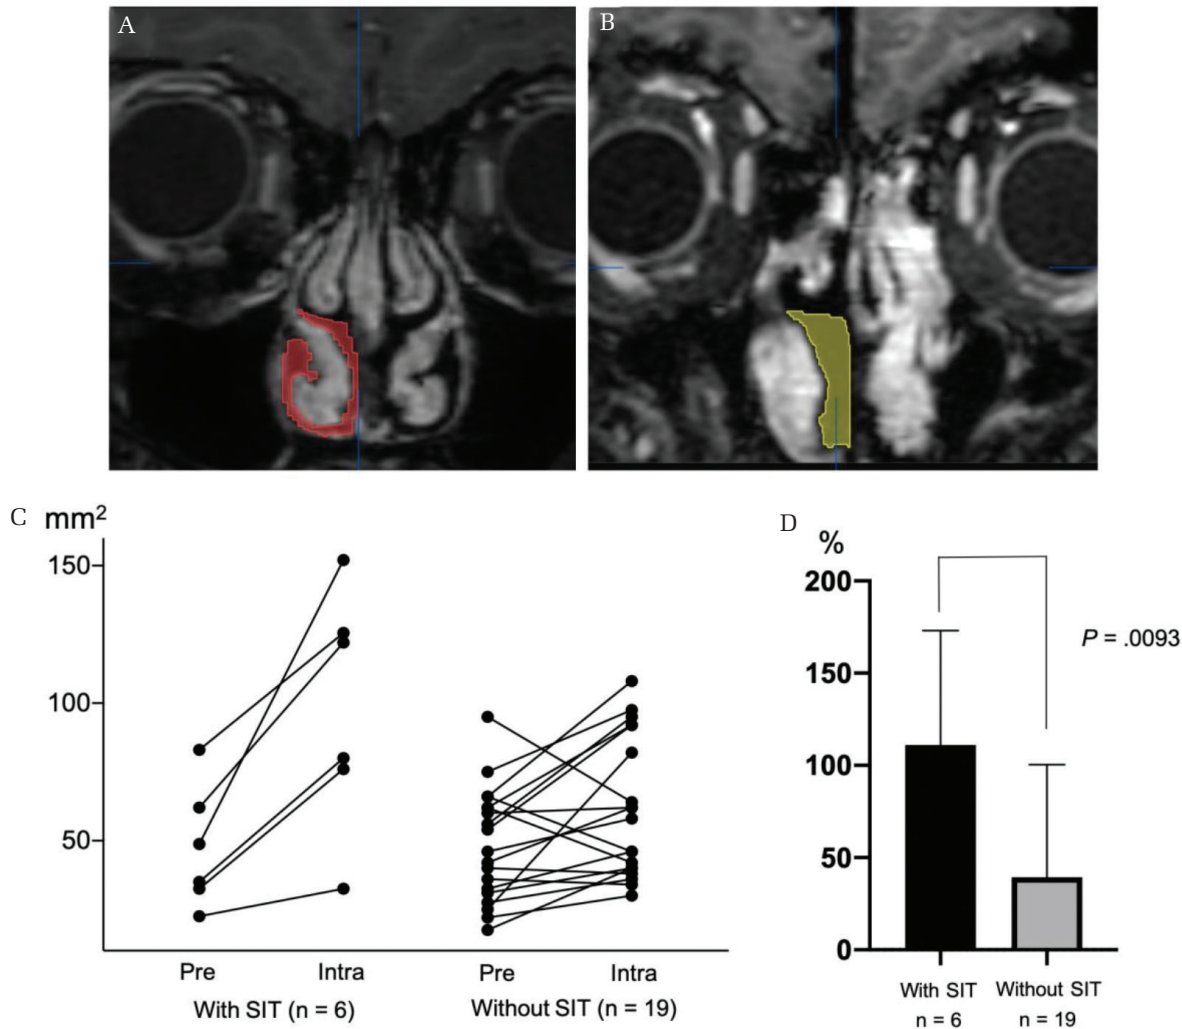 A
B
C
mm²
150
100
50
Pre
Intra
Pre
Intra
With SIT (n = 6)
Without SIT (n = 19)
D
%
200
150
100
50
0
P = .0093
With SIT
n = 6
Without SIT
n = 19